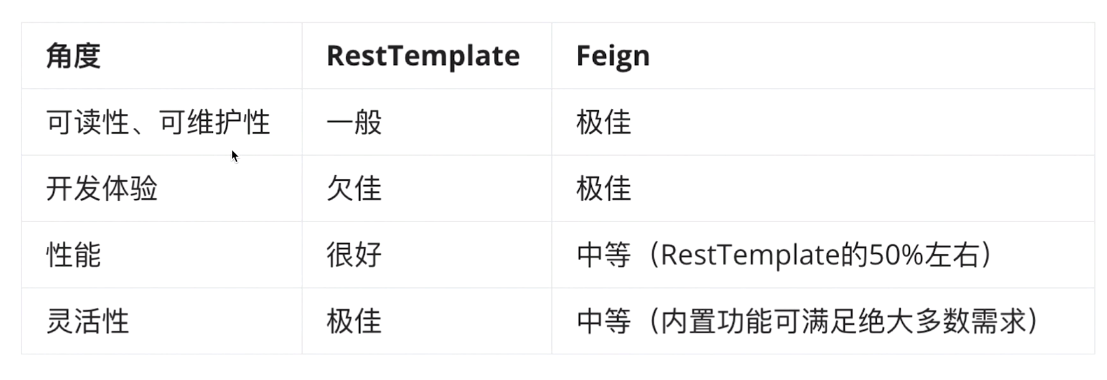 角度 RestTemplate Feign
可读性、可维护性 一般 极佳
开发体验 欠佳 极佳
性能 很好 中等（RestTemplate的50%左右）
灵活性 极佳 中等（内置功能可满足绝大多数需求）